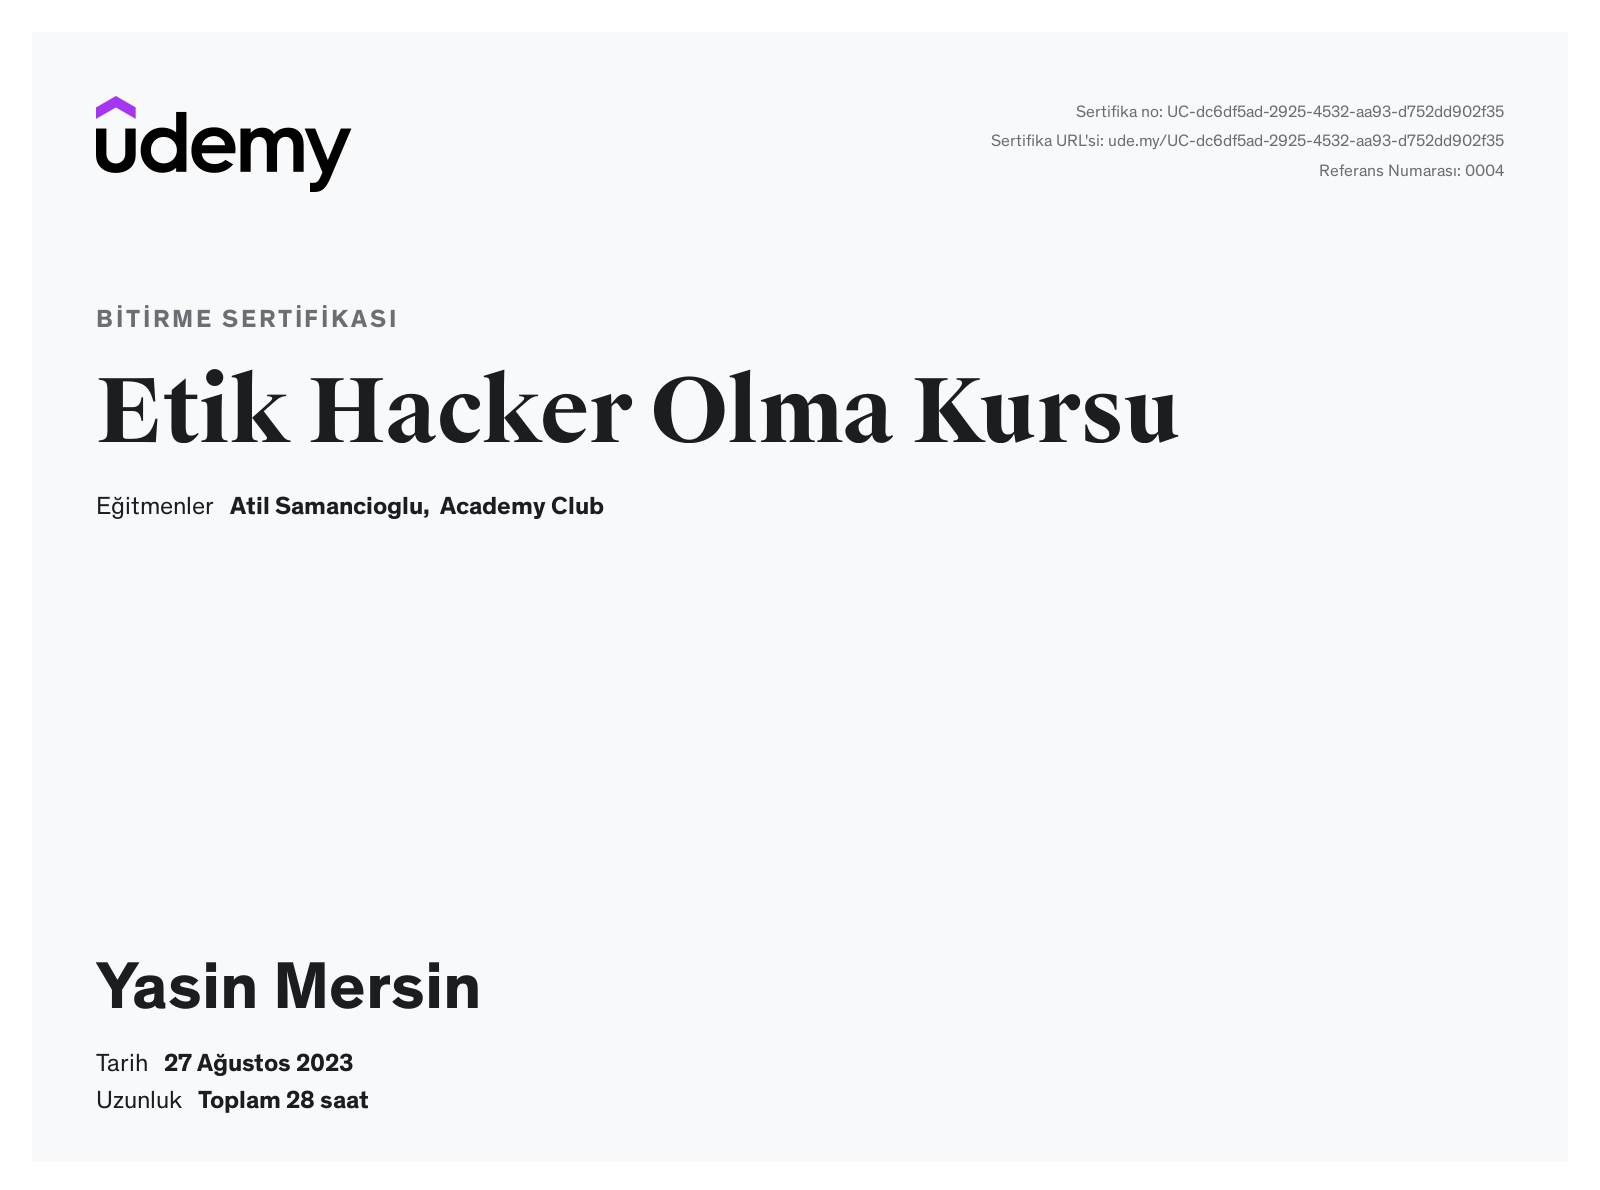 udemy
Sertifika no: UC-dc6df5ad-2925-4532-aa93-d752dd902f35
Sertifika URL'si: ude.my/UC-dc6df5ad-2925-4532-aa93-d752dd902f35
Referans Numarası: 0004
BİTİRME SERTİFİKASI
Etik Hacker Olma Kursu
Eğitmenler Atil Samancioglu, Academy Club
Yasin Mersin
Tarih 27 Ağustos 2023
Uzunluk Toplam 28 saat